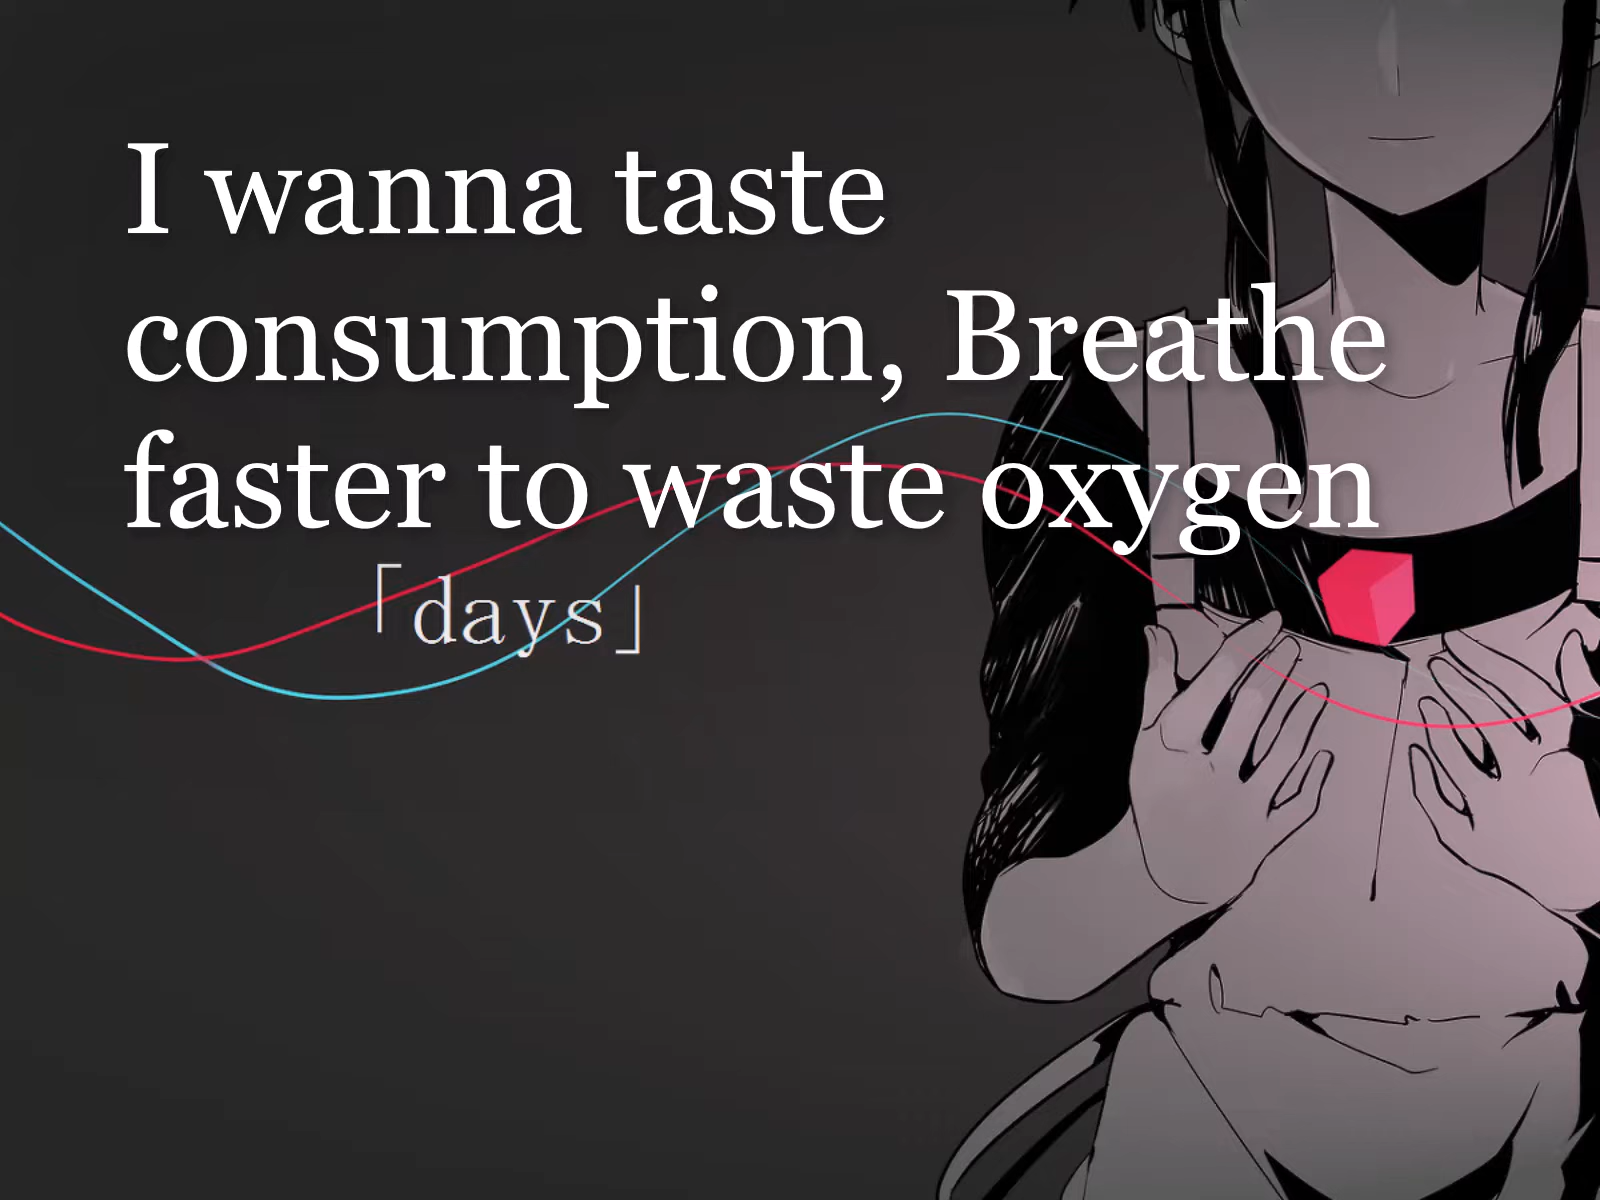 I wanna taste
consumption, Breathe
faster to waste oxygen
「days」